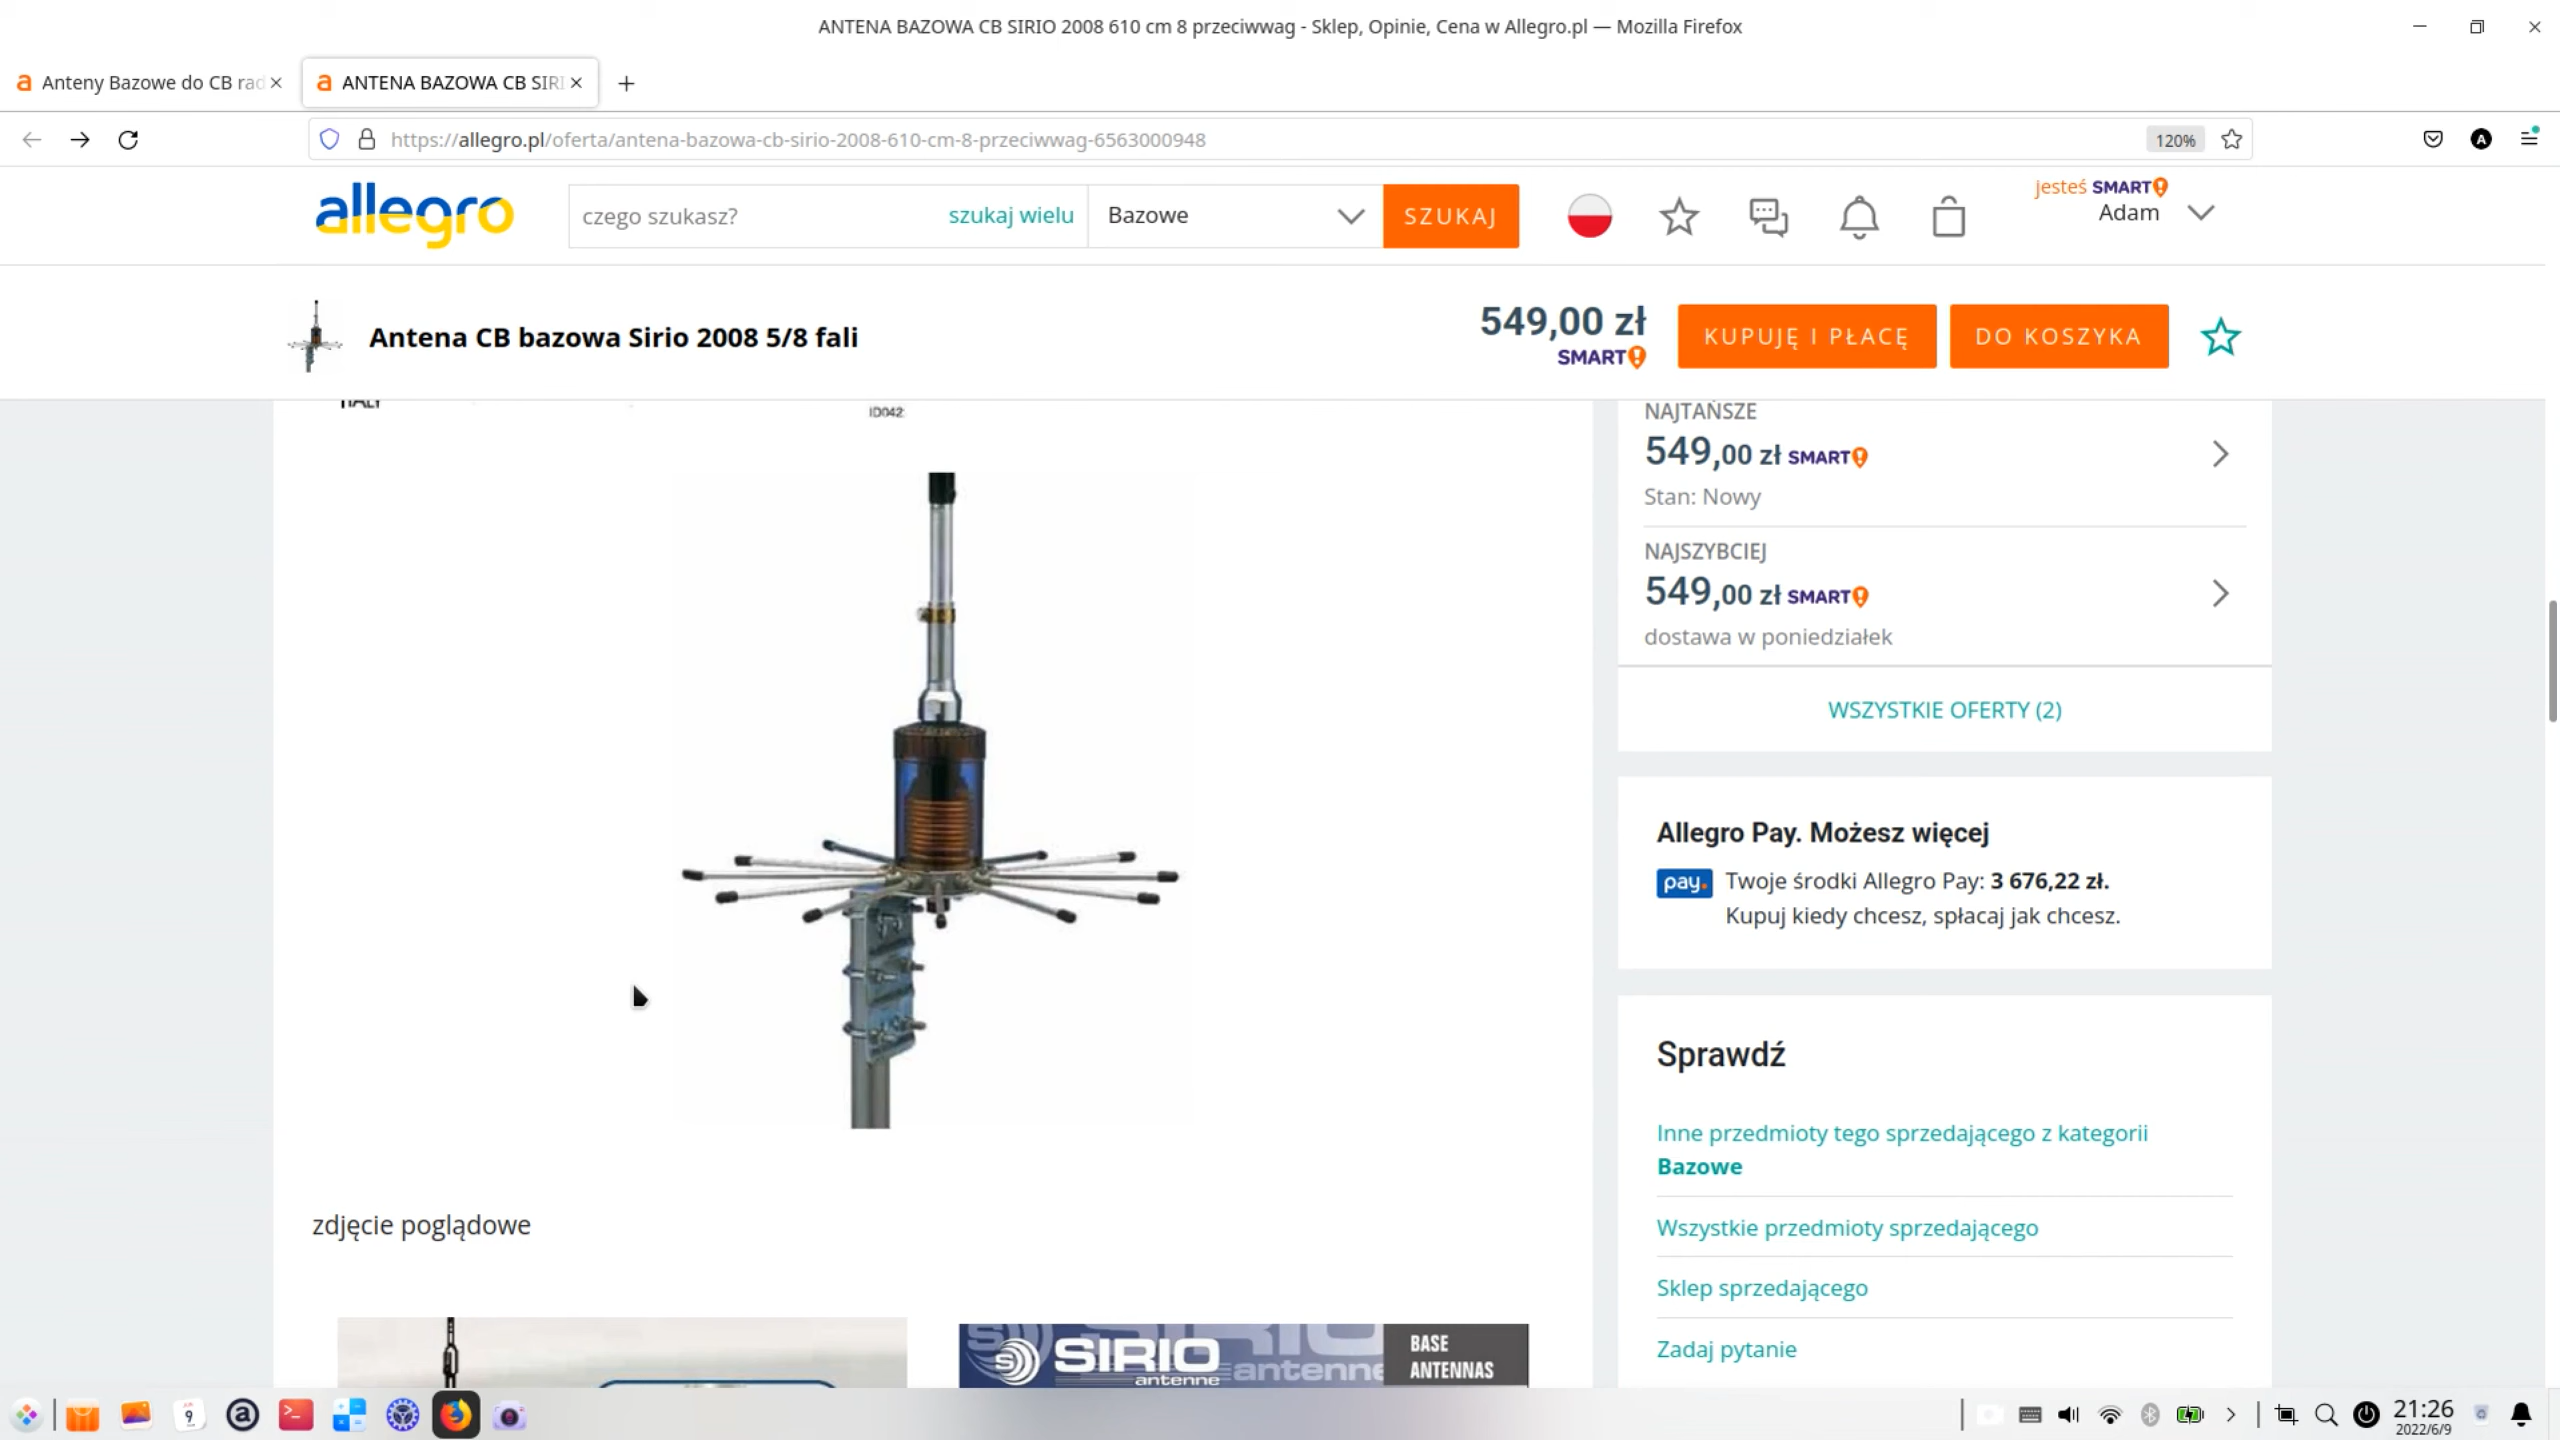 ANTENA BAZOWA CB SIRIO 2008 610 cm 8 przeciwwag - Sklep, Opinie, Cena w Allegro.pl — Mozilla Firefox
Anteny Bazowe do CB rad
ANTENA BAZOWA CB SIRI
https://allegro.pl/oferta/antena-bazowa-cb-sirio-2008-610-cm-8-przeciwwag-6563000948
120%
allegro
czego szukasz?
szukaj wielu
Bazowe
SZUKAJ
jesteś SMART!
Adam
Antena CB bazowa Sirio 2008 5/8 fali
549,00 zł
SMART!
KUPUJĘ I PŁACĘ
DO KOSZYKA
ITALY
ID042
NAJTAŃSZE
549,00 zł SMART!
Stan: Nowy
NAJSZYBCIEJ
549,00 zł SMART!
dostawa w poniedziałek
WSZYSTKIE OFERTY (2)
Allegro Pay. Możesz więcej
pay.
Twoje środki Allegro Pay: 3 676,22 zł.
Kupuj kiedy chcesz, spłacaj jak chcesz.
Sprawdź
Inne przedmioty tego sprzedającego z kategorii
Bazowe
Wszystkie przedmioty sprzedającego
Sklep sprzedającego
Zadaj pytanie
zdjęcie poglądowe
SIRIO
antenne
antenne
BASE
ANTENNAS
9
21:26
2022/6/9